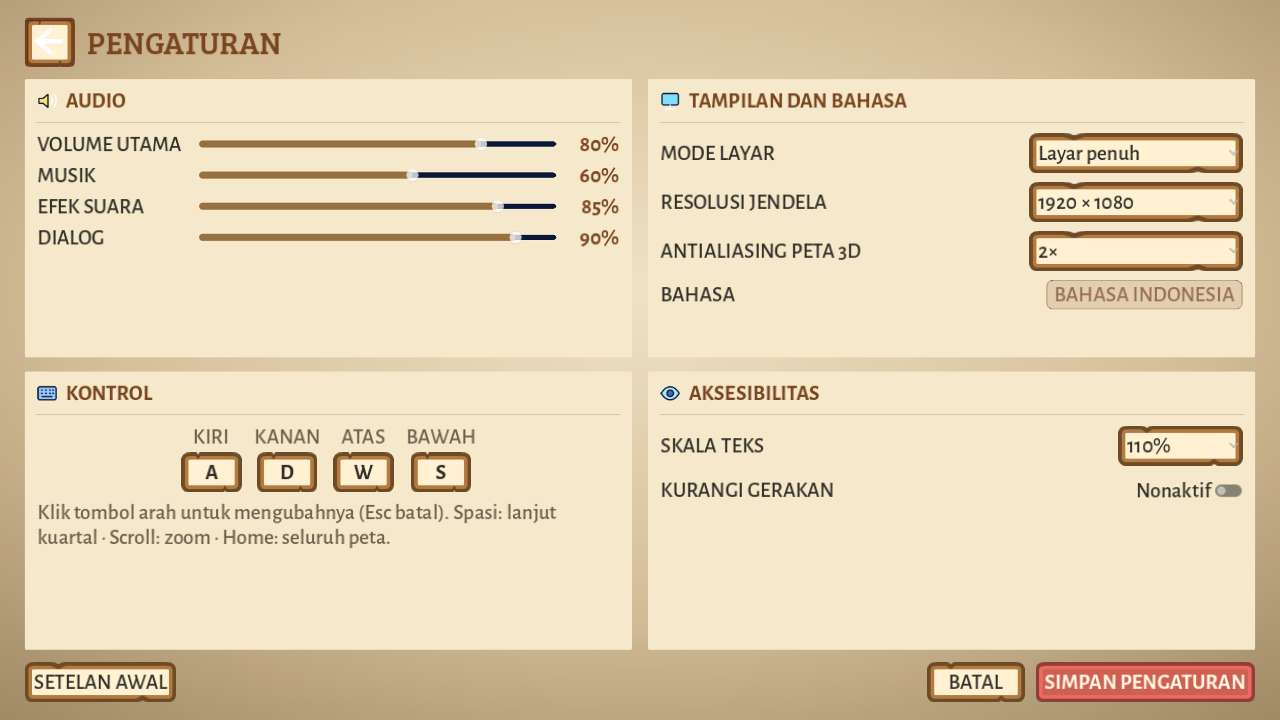 PENGATURAN
AUDIO
VOLUME UTAMA 80%
MUSIK 60%
EFEK SUARA 85%
DIALOG 90%
TAMPILAN DAN BAHASA
MODE LAYAR Layar penuh
RESOLUSI JENDELA 1920 × 1080
ANTIALIASING PETA 3D 2×
BAHASA BAHASA INDONESIA
KONTROL
KIRI KANAN ATAS BAWAH
A D W S
Klik tombol arah untuk mengubahnya (Esc batal). Spasi: lanjut
kuartal · Scroll: zoom · Home: seluruh peta.
AKSESIBILITAS
SKALA TEKS 110%
KURANGI GERAKAN Nonaktif
SETELAN AWAL BATAL SIMPAN PENGATURAN